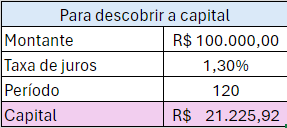 Para descobrir a capital
Montante R$ 100.000,00
Taxa de juros 1,30%
Período 120
Capital R$ 21.225,92